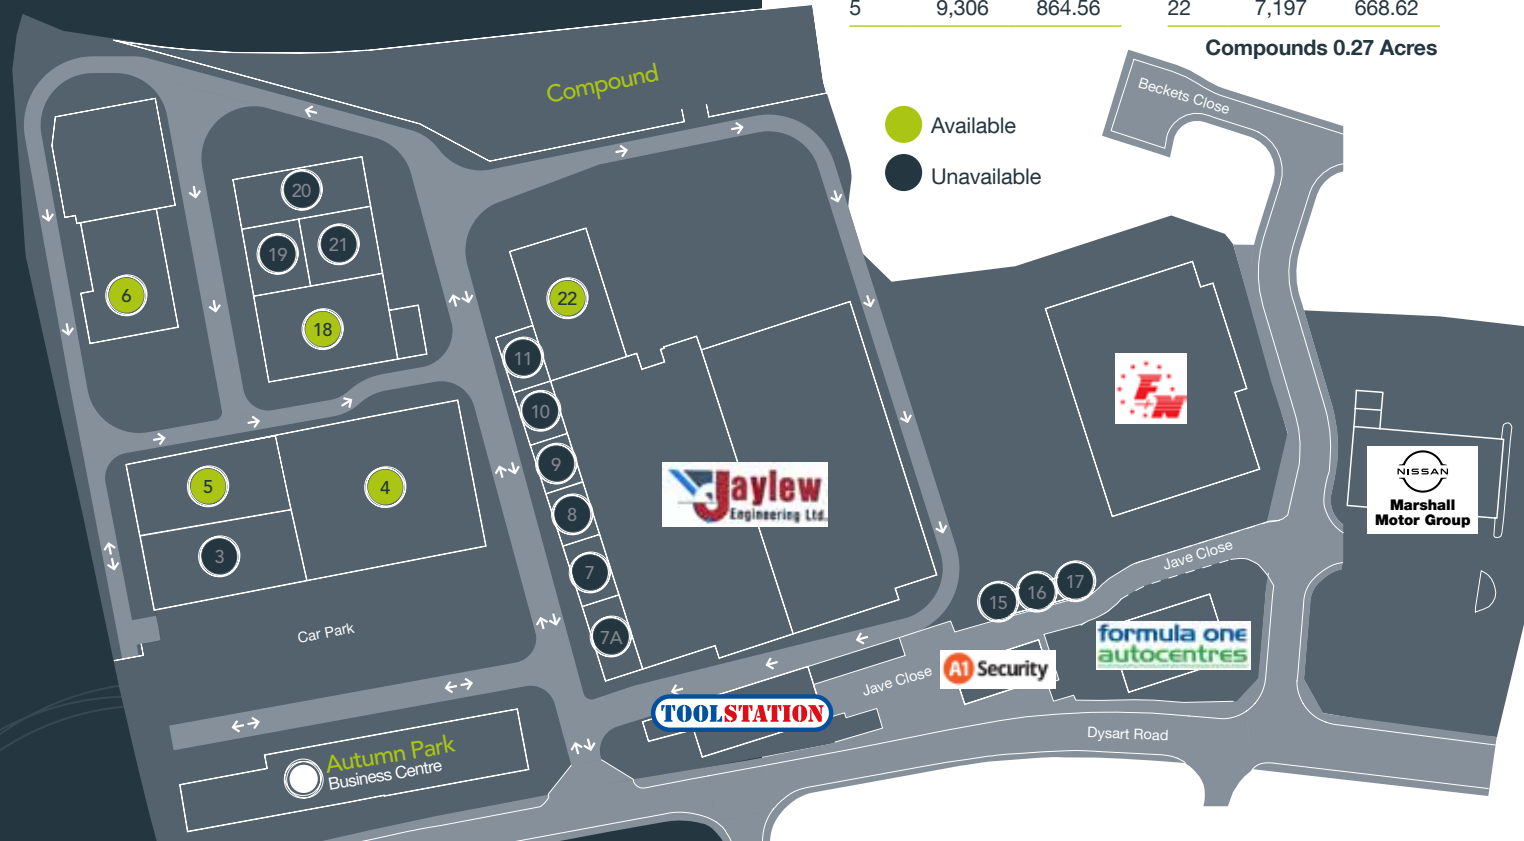 5 9,306 864.56 22 7,197 668.62
Compounds 0.27 Acres
Compound
Beckets Close
Available
Unavailable
20
19
21
6
18
22
11
10
9
8
7
7A
5
4
3
Jaylew
Engineering Ltd.
F+N
NISSAN
Marshall
Motor Group
Jave Close
15
16
17
formula one
autocentres
A1 Security
Jave Close
Car Park
TOOLSTATION
Dysart Road
Autumn Park
Business Centre